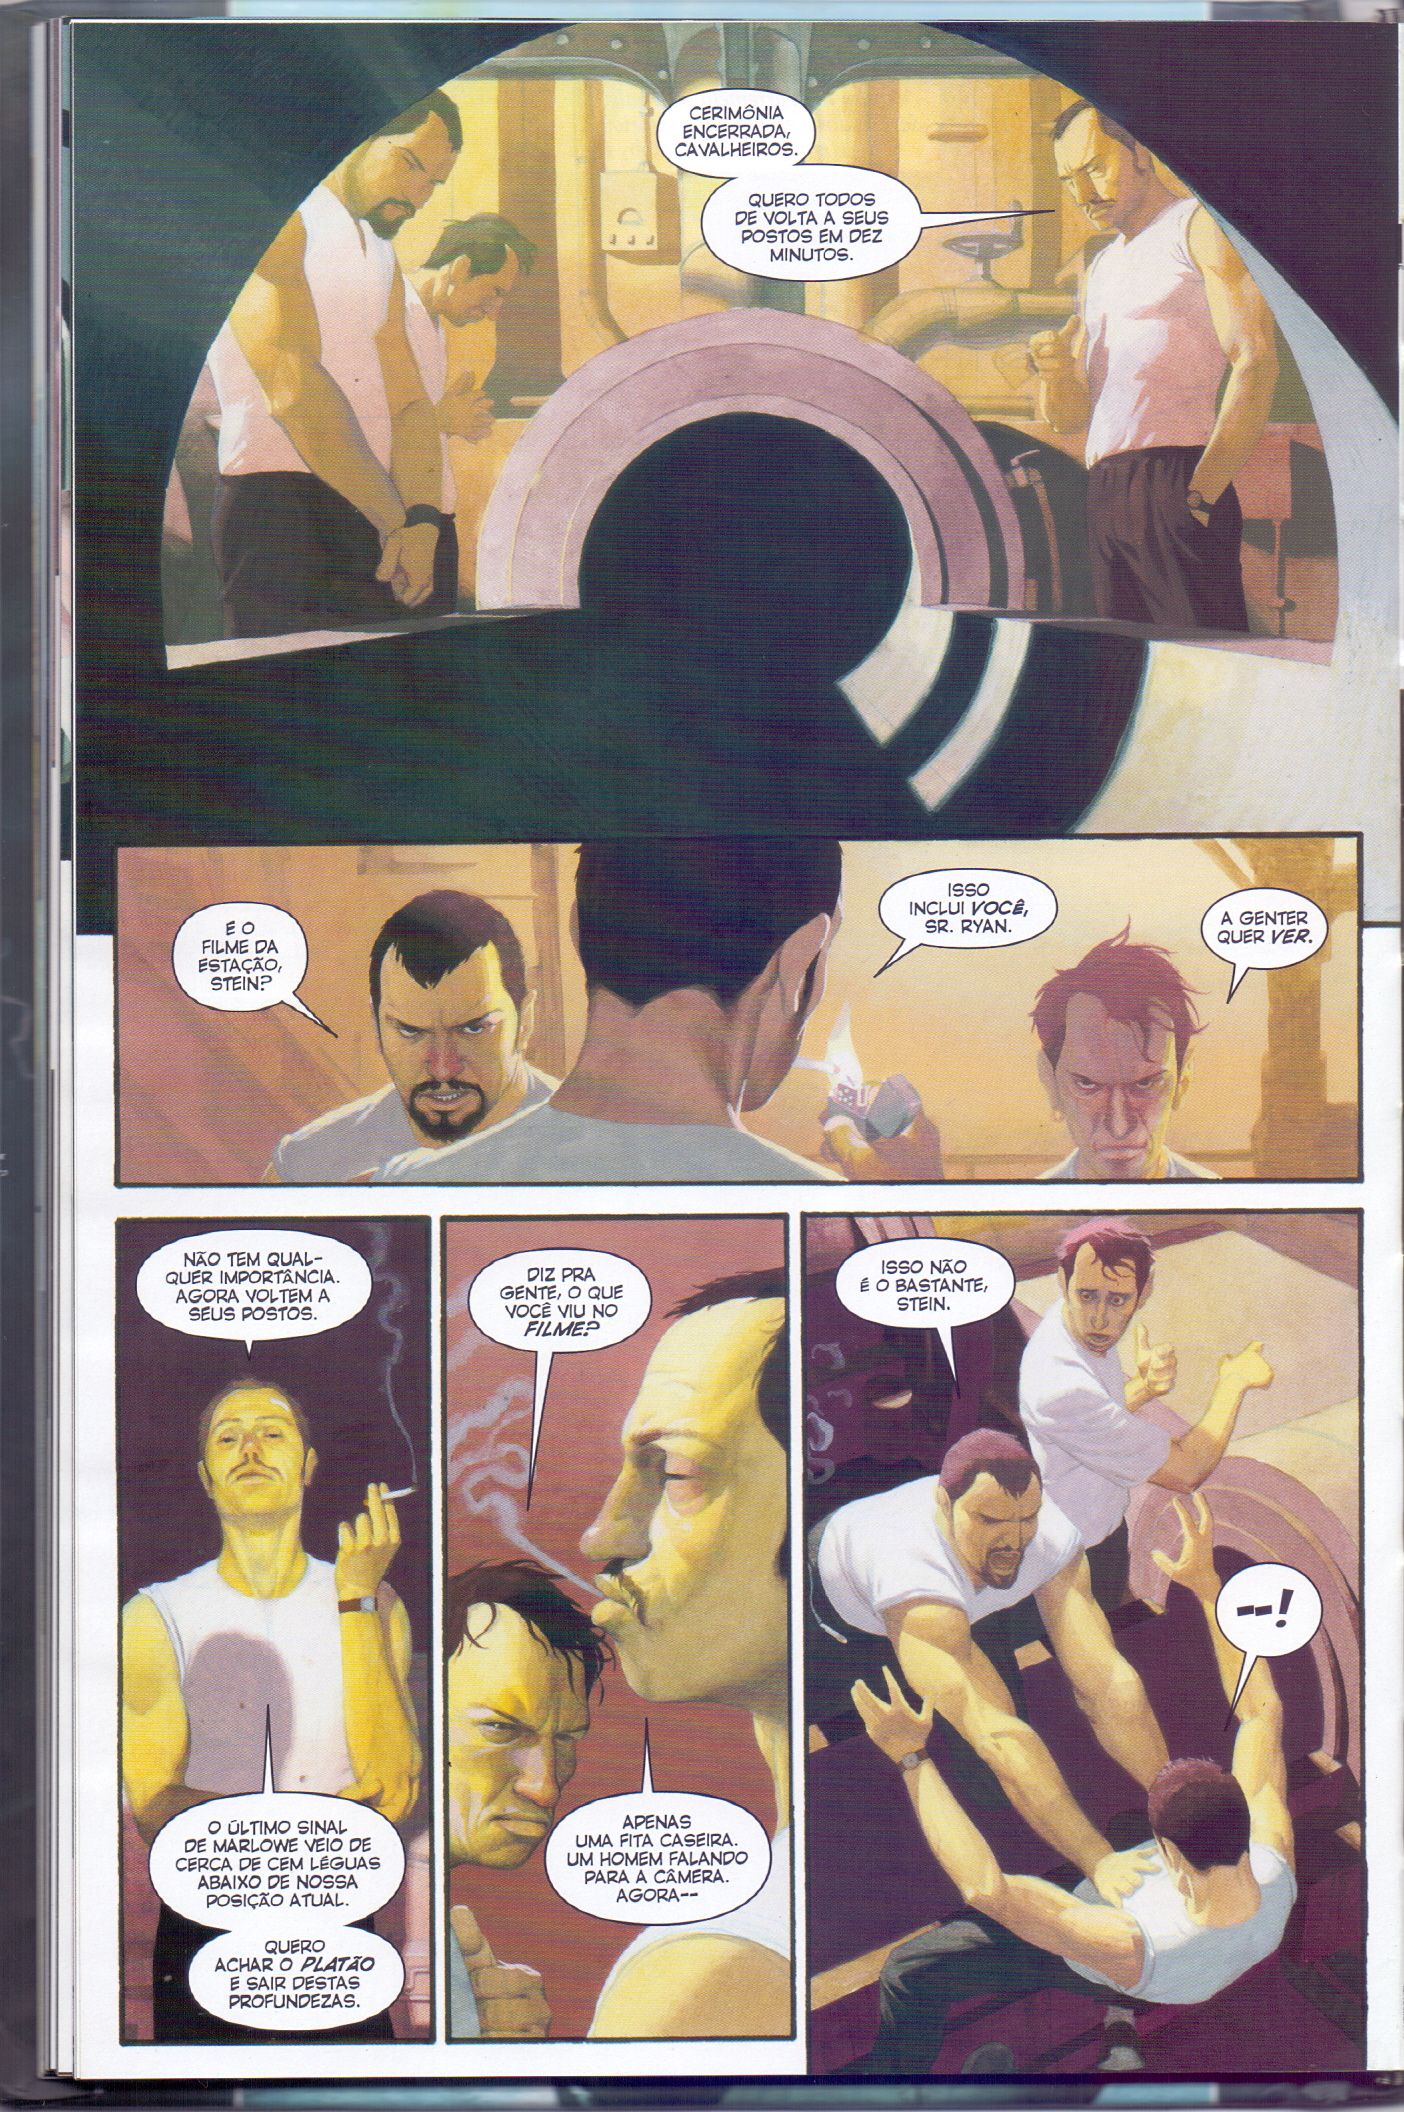 CERIMÔNIA
ENCERRADA,
CAVALHEIROS.
QUERO TODOS
DE VOLTA A SEUS
POSTOS EM DEZ
MINUTOS.
E O
FILME DA
ESTAÇÃO,
STEIN?
ISSO
INCLUI VOCÊ,
SR. RYAN.
A GENTER
QUER VER.
NÃO TEM QUAL-
QUER IMPORTÂNCIA.
AGORA VOLTEM A
SEUS POSTOS.
O ÚLTIMO SINAL
DE MARLOWE VEIO DE
CERCA DE CEM LÉGUAS
ABAIXO DE NOSSA
POSIÇÃO ATUAL.
QUERO
ACHAR O PLATÃO
E SAIR DESTAS
PROFUNDEZAS.
DIZ PRA
GENTE, O QUE
VOCÊ VIU NO
FILME?
APENAS
UMA FITA CASEIRA.
UM HOMEM FALANDO
PARA A CÂMERA.
AGORA--
ISSO NÃO
É O BASTANTE,
STEIN.
--!